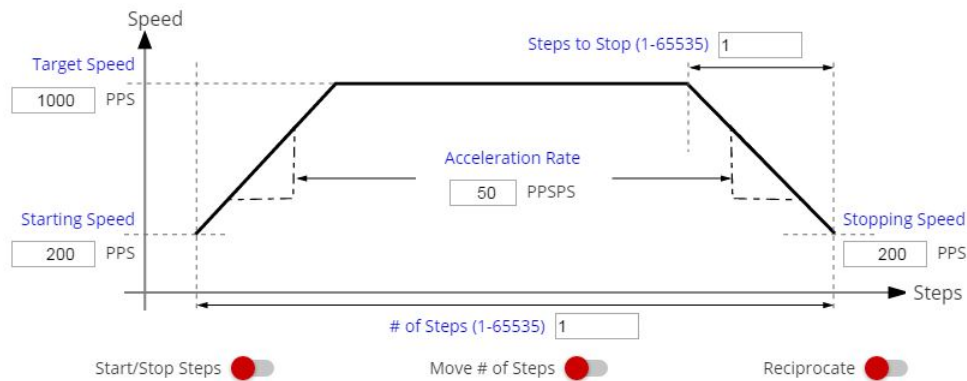 Speed
Steps to Stop (1-65535) 1
Target Speed
1000 PPS
Acceleration Rate
50 PPSPS
Starting Speed
200 PPS
Stopping Speed
200 PPS
Steps
# of Steps (1-65535) 1
Start/Stop Steps
Move # of Steps
Reciprocate